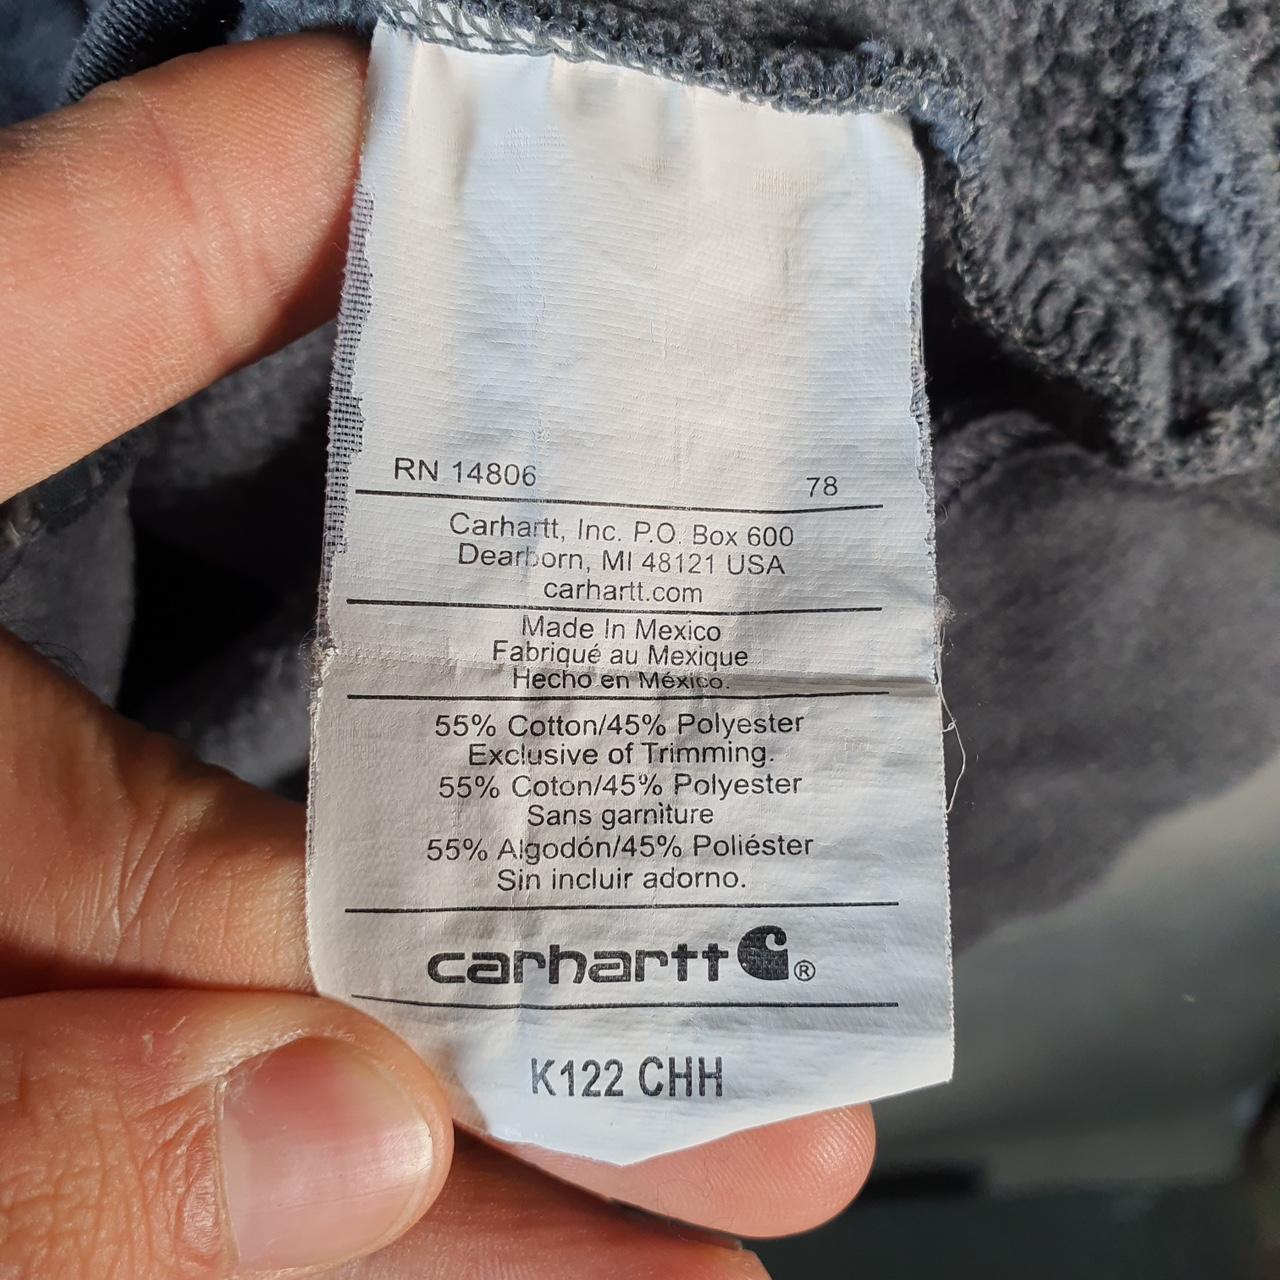 RN 14806 78
Carhartt, Inc. P.O. Box 600
Dearborn, MI 48121 USA
carhartt.com
Made In Mexico
Fabriqué au Mexique
Hecho en México.
55% Cotton/45% Polyester
Exclusive of Trimming.
55% Coton/45% Polyester
Sans garniture
55% Algodón/45% Poliéster
Sin incluir adorno.
carhartt ®
K122 CHH